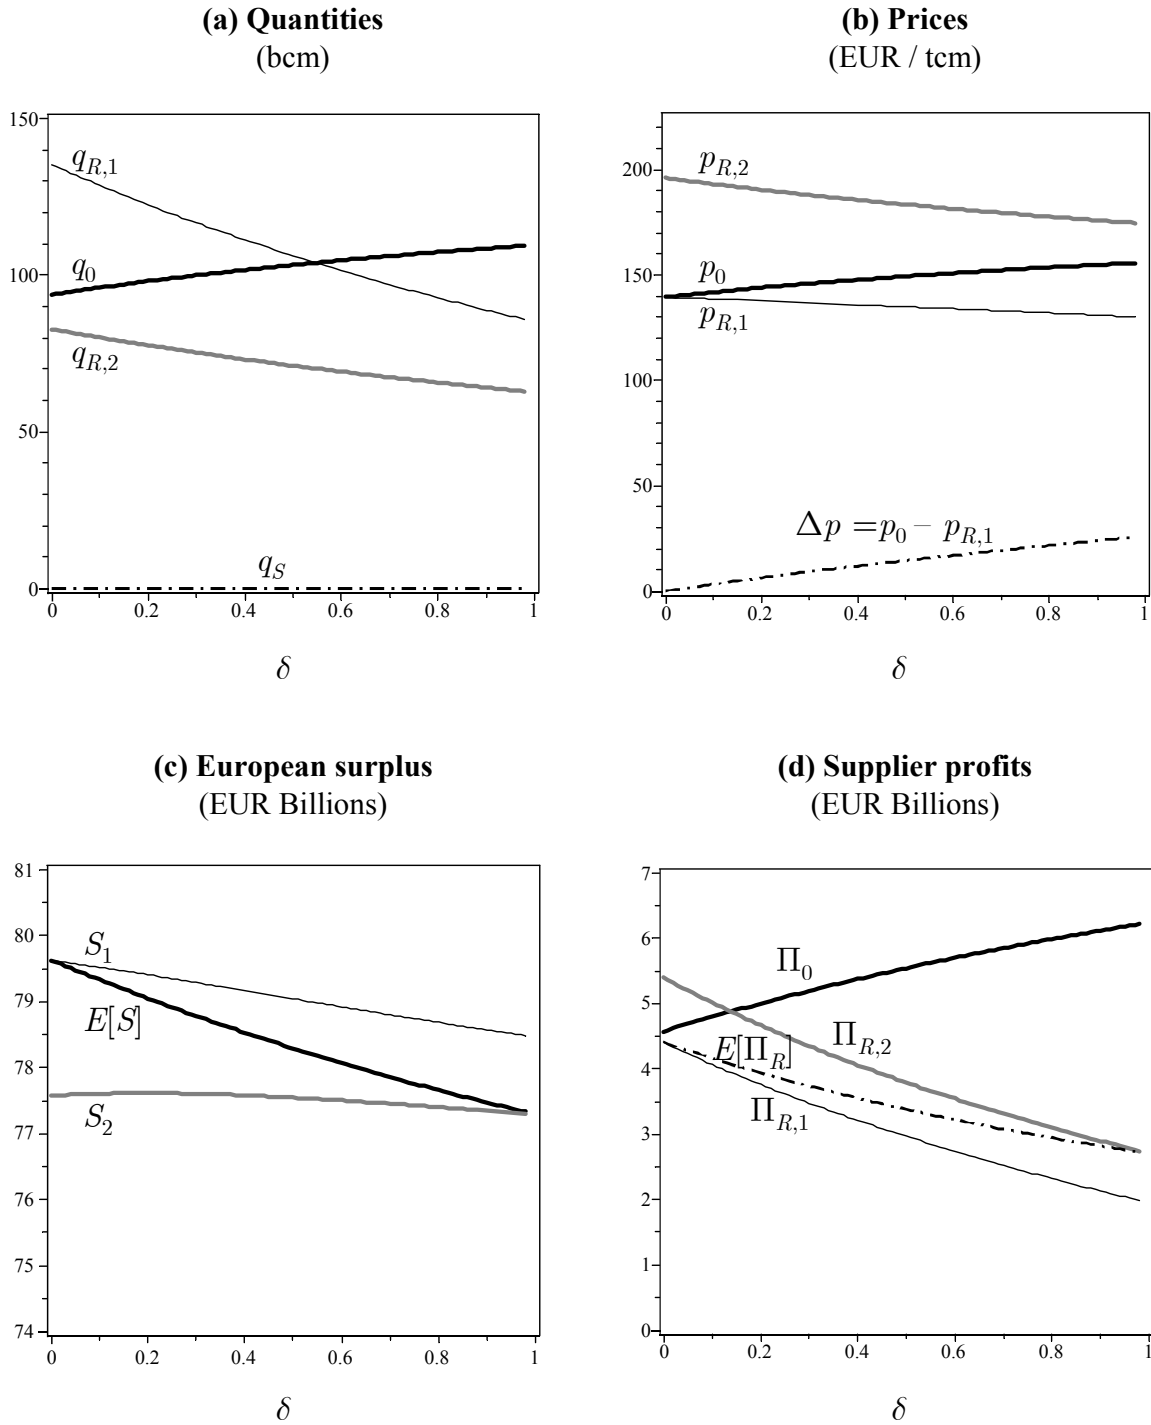 (a) Quantities
(bcm)
150
100
50
0
q_{R,1}
q_0
q_{R,2}
q_S
0 0.2 0.4 0.6 0.8 1
δ
(b) Prices
(EUR / tcm)
200
150
100
50
0
p_{R,2}
p_0
p_{R,1}
Δp = p_0 – p_{R,1}
0 0.2 0.4 0.6 0.8 1
δ
(c) European surplus
(EUR Billions)
81
80
79
78
77
76
75
74
S_1
E[S]
S_2
0 0.2 0.4 0.6 0.8 1
δ
(d) Supplier profits
(EUR Billions)
7
6
5
4
3
2
1
0
Π_0
Π_{R,2}
E[Π_R]
Π_{R,1}
0 0.2 0.4 0.6 0.8 1
δ